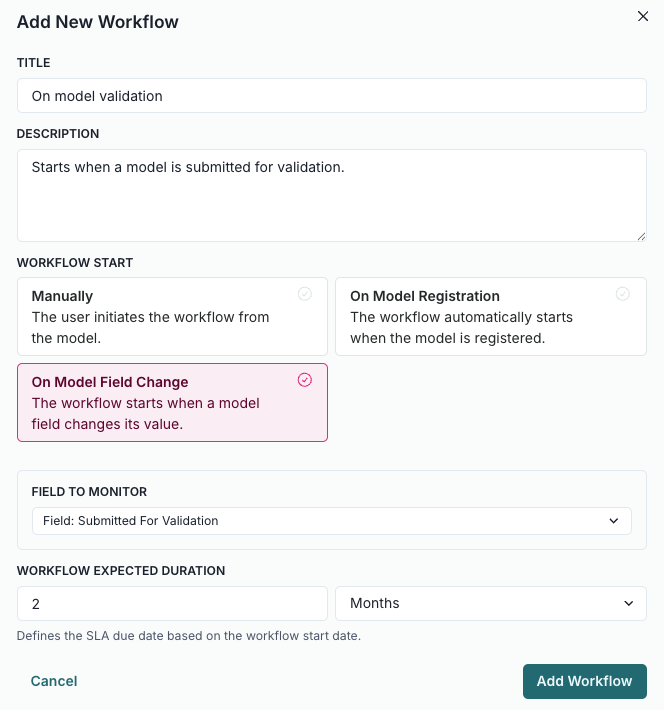 Add New Workflow
TITLE
On model validation
DESCRIPTION
Starts when a model is submitted for validation.
WORKFLOW START
Manually
The user initiates the workflow from
the model.
On Model Registration
The workflow automatically starts
when the model is registered.
On Model Field Change
The workflow starts when a model
field changes its value.
FIELD TO MONITOR
Field: Submitted For Validation
WORKFLOW EXPECTED DURATION
2
Months
Defines the SLA due date based on the workflow start date.
Cancel
Add Workflow